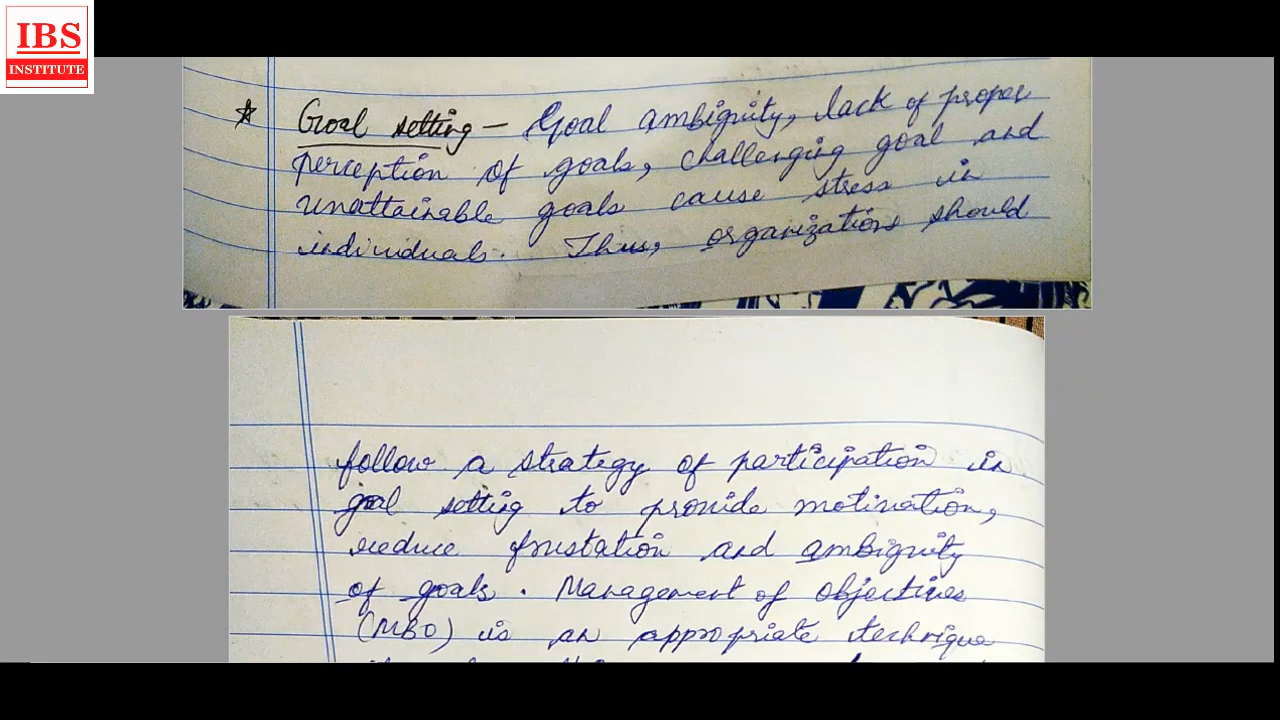 IBS
INSTITUTE
* Goal setting - Goal ambiguity, lack of proper
perception of goals, challenging goal and
unattainable goals cause stress in
individuals. Thus, organizations should
follow a strategy of participation in
goal setting to provide motivation,
reduce frustation and ambiguity
of goals. Management of objectives
(MBO) is an appropriate technique